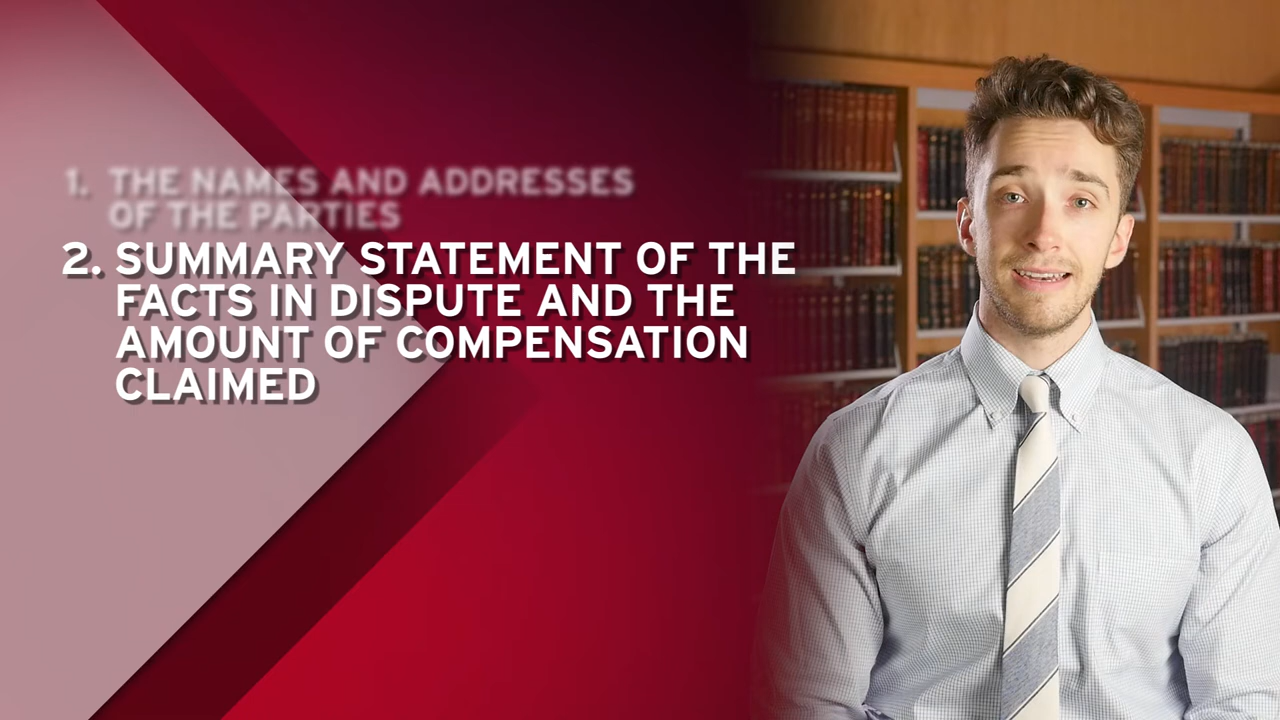 1. THE NAMES AND ADDRESSES
OF THE PARTIES
2. SUMMARY STATEMENT OF THE
FACTS IN DISPUTE AND THE
AMOUNT OF COMPENSATION
CLAIMED